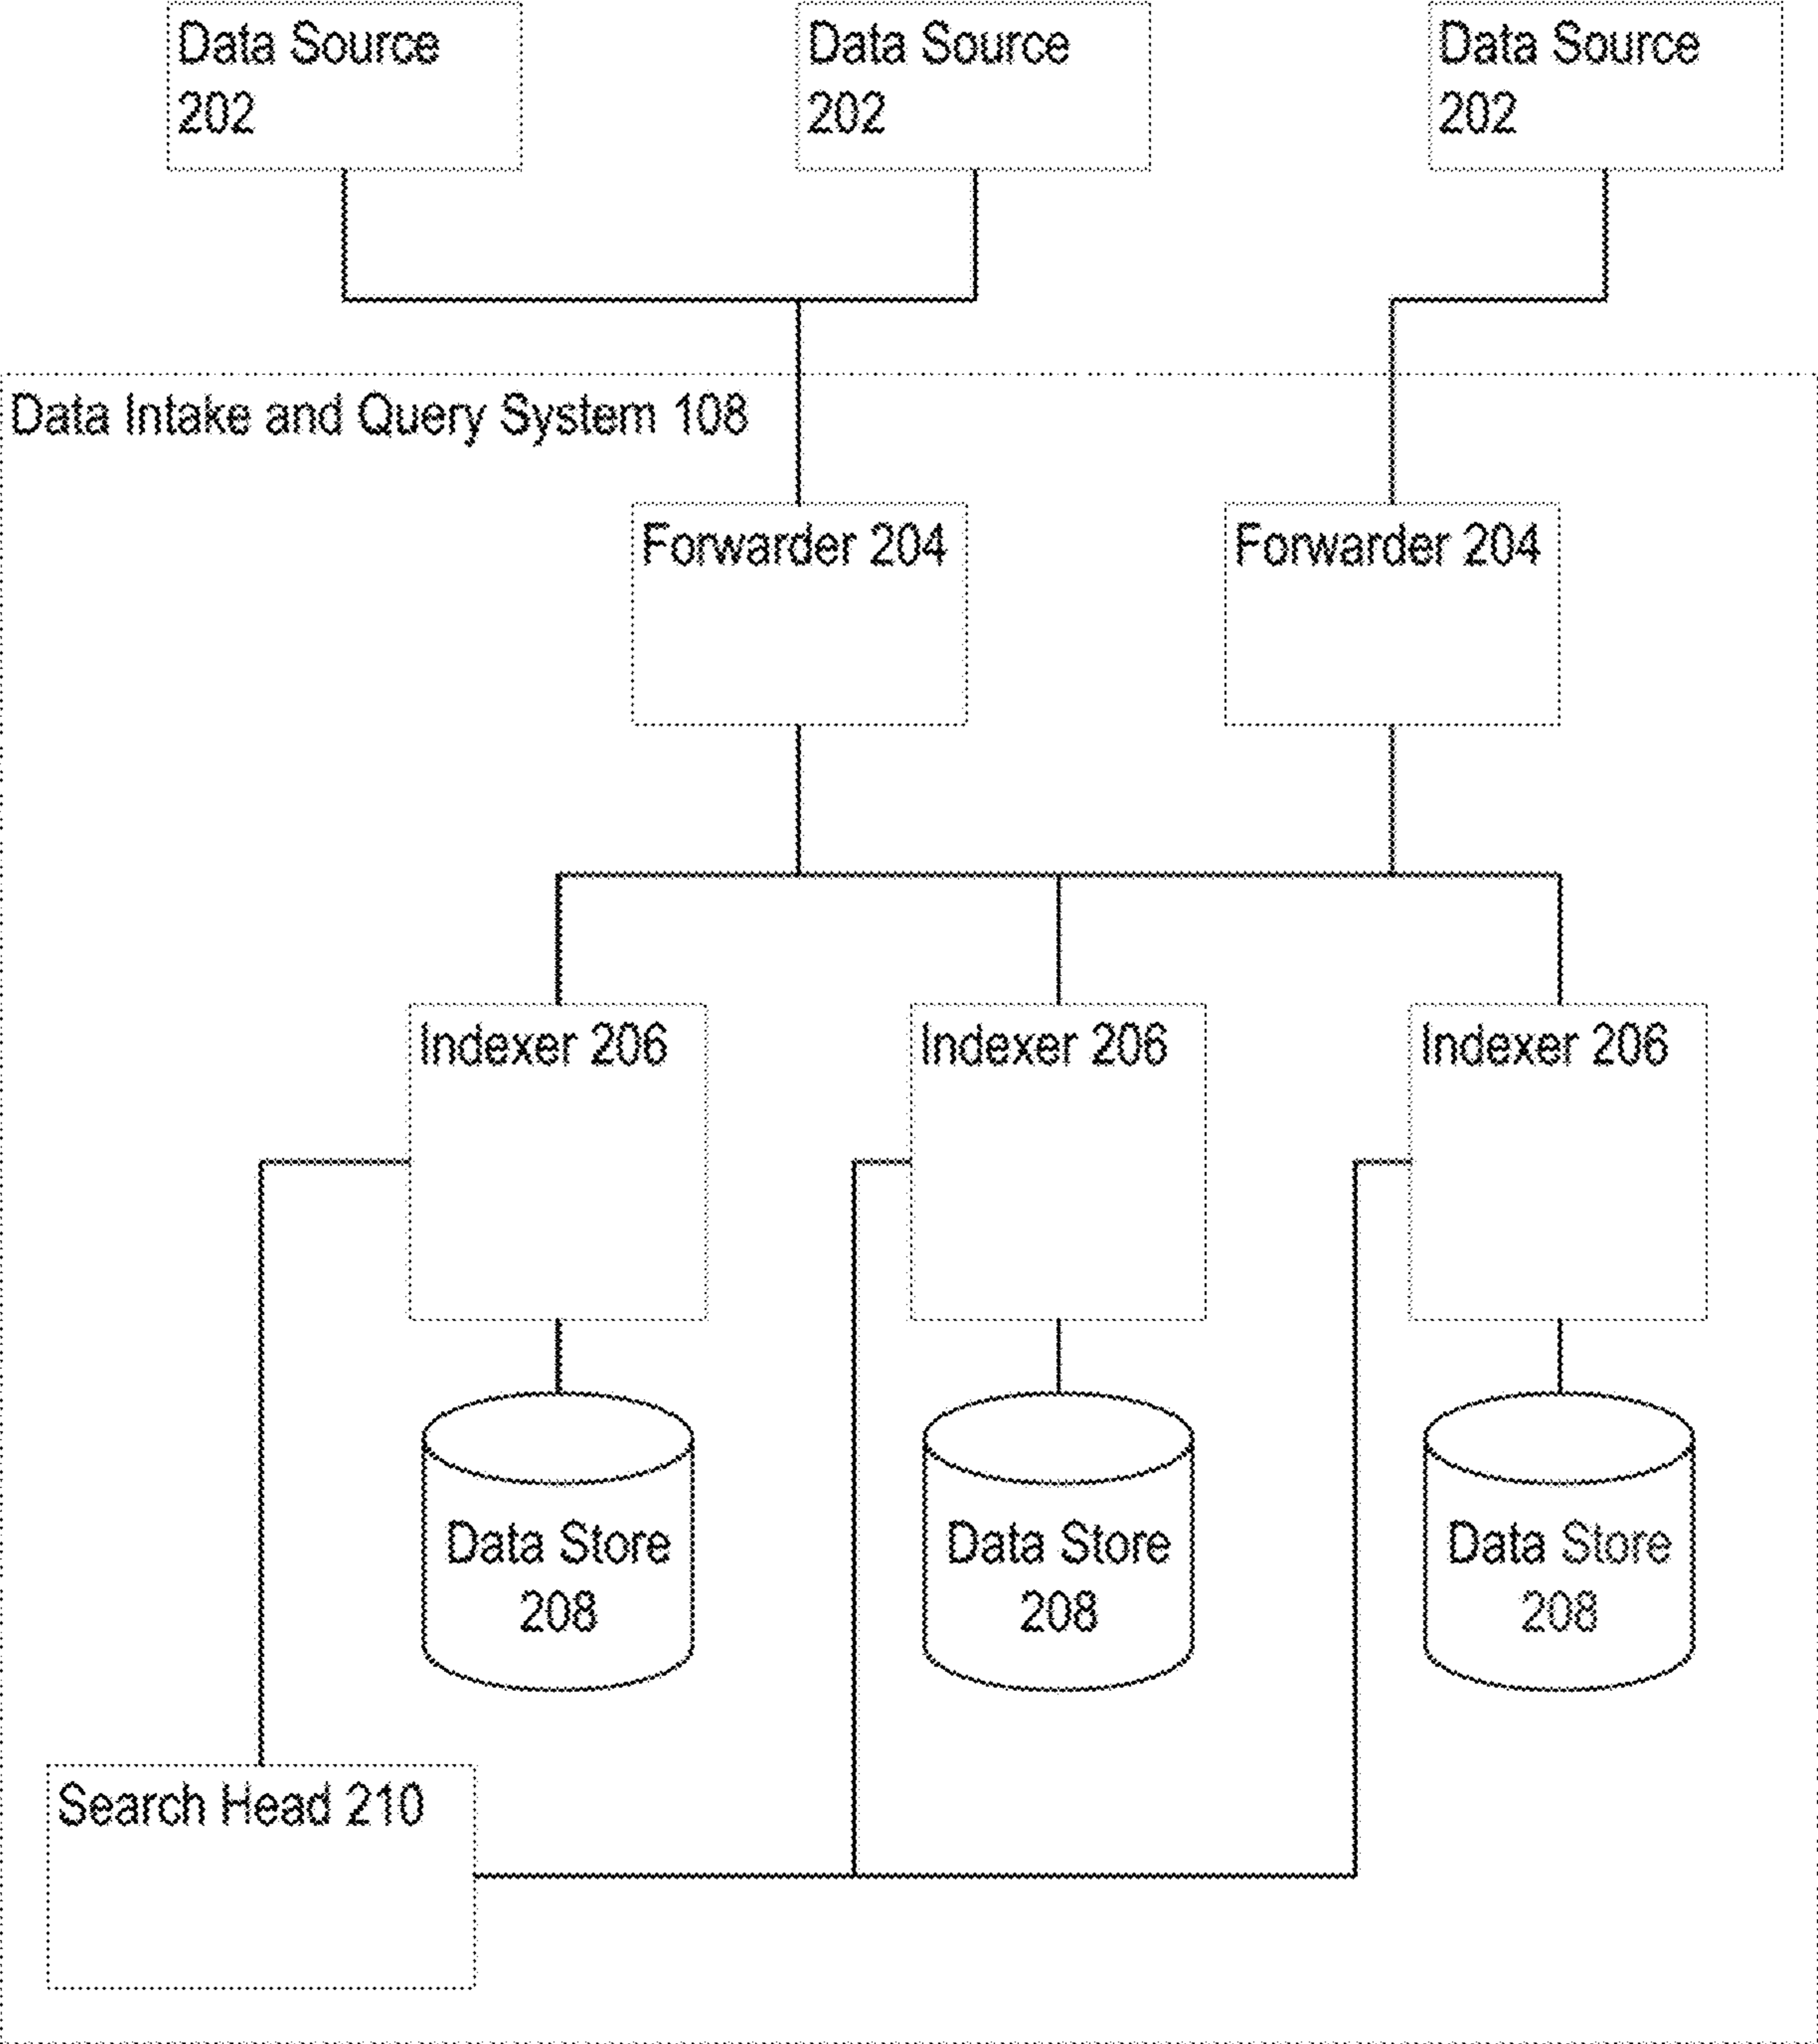 Data Source
202
Data Source
202
Data Source
202
Data Intake and Query System 108
Forwarder 204
Forwarder 204
Indexer 206
Indexer 206
Indexer 206
Data Store
208
Data Store
208
Data Store
208
Search Head 210